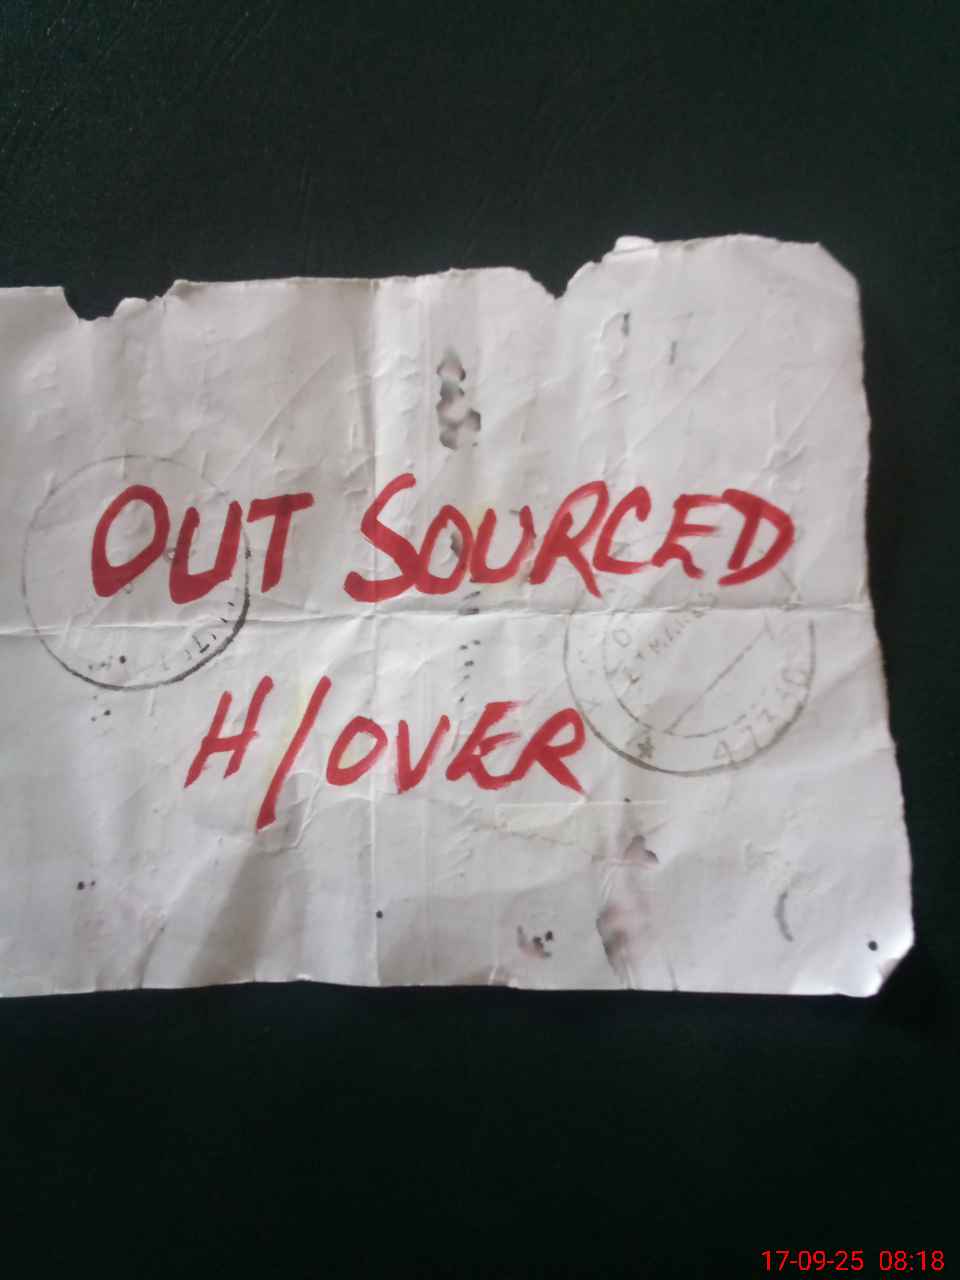 OUT SOURCED
H/OVER
17-09-25 08:18